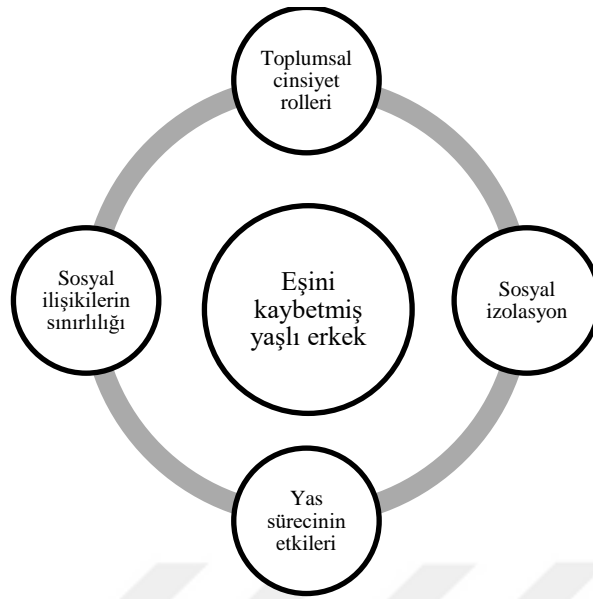 Toplumsal
cinsiyet
rolleri
Sosyal
ilişikilerin
sınırlılığı
Eşini
kaybetmiş
yaşlı erkek
Sosyal
izolasyon
Yas
sürecinin
etkileri